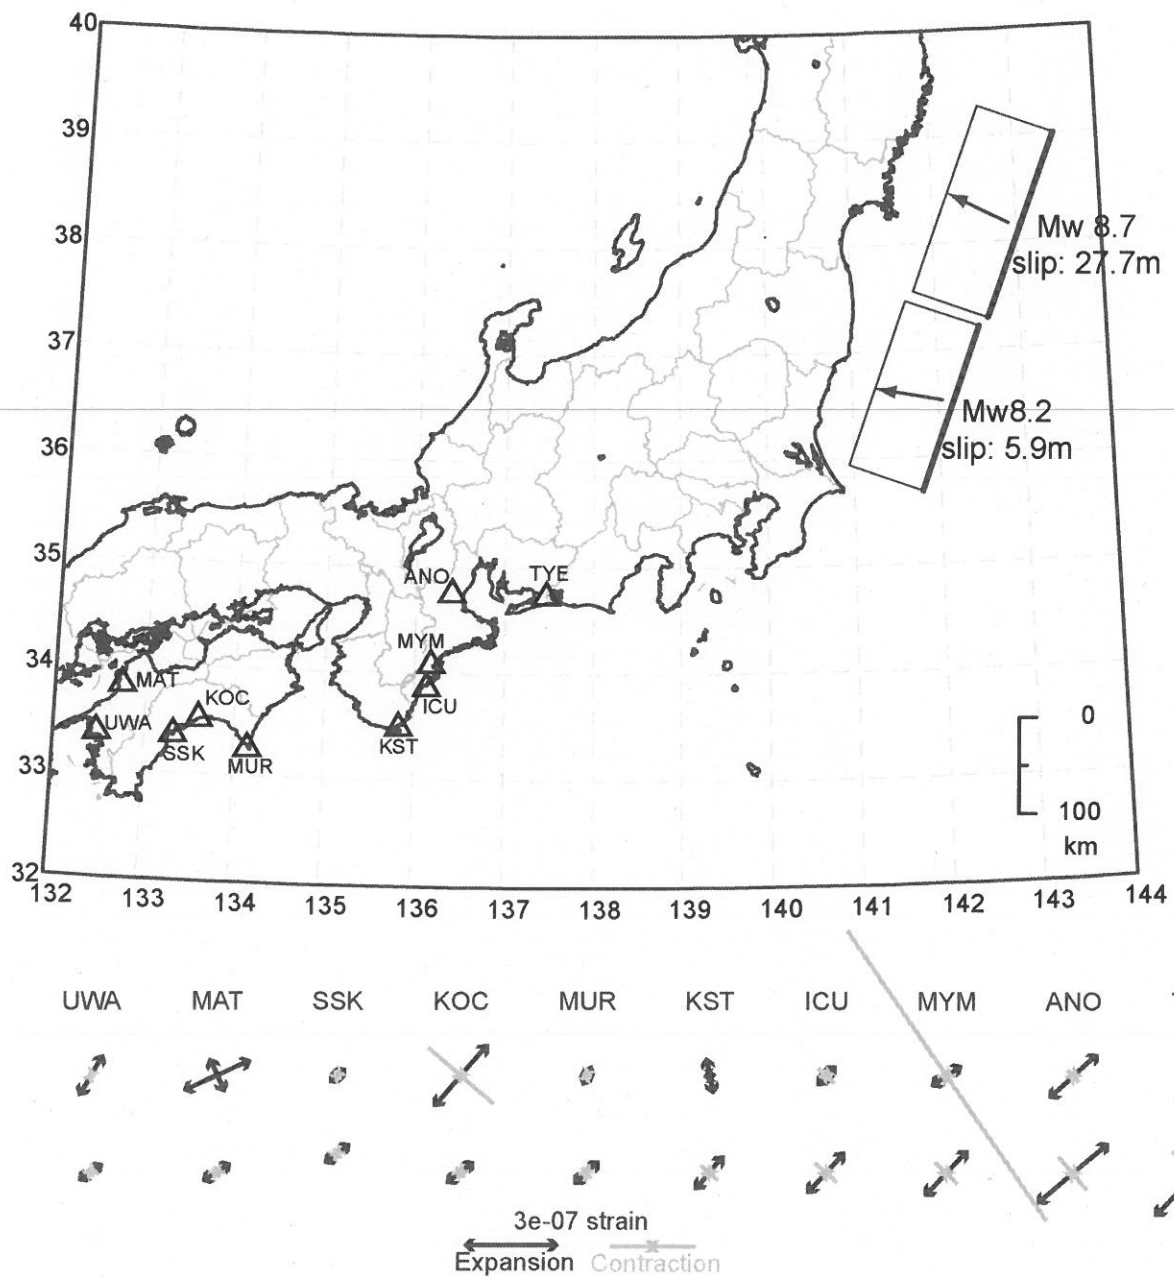 40
39
38
Mw 8.7
slip: 27.7m
37
Mw8.2
36
slip: 5.9m
35
ANO
TYE
MYM
34
MAT
KOC
ICU
UWA
SSK
KST
0
MUR
33
100
km
32
132
133
134
135
136
137
138
139
140
141
142
143
144
UWA MAT SSK KOC MUR KST ICU MYM ANO
3e-07 strain
Expansion Contraction